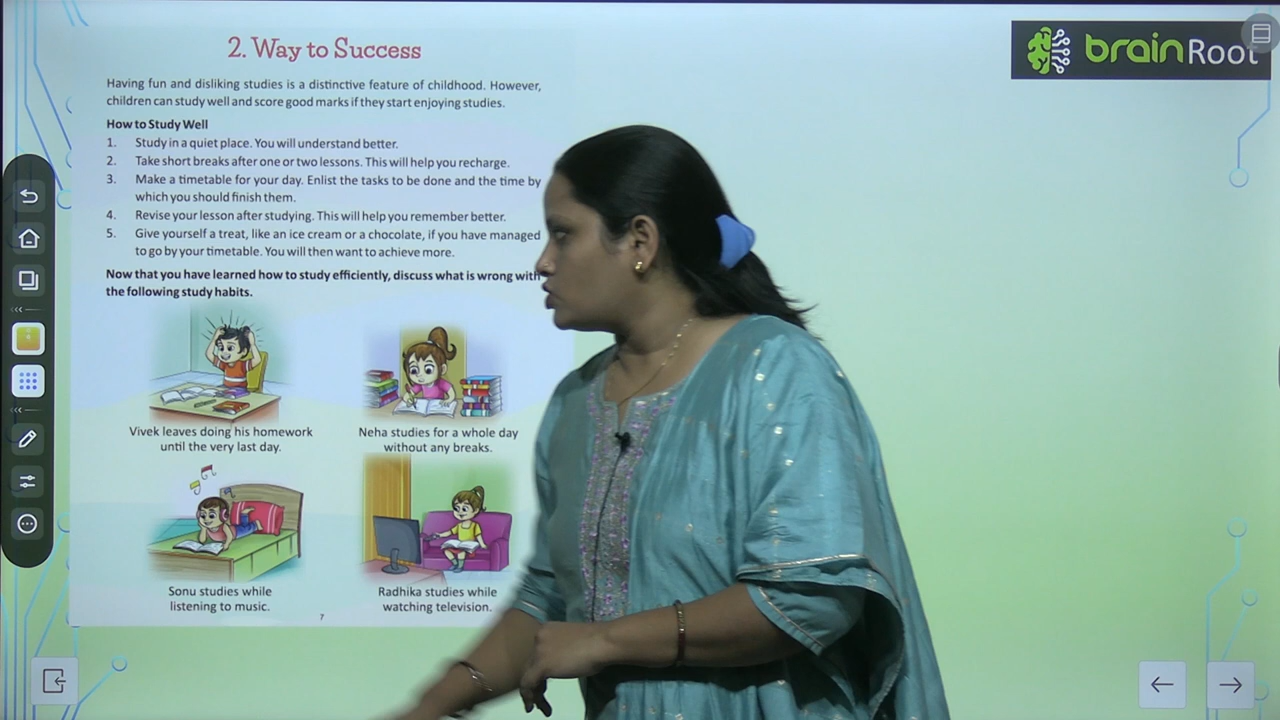 2. Way to Success
brainRoot
Having fun and disliking studies is a distinctive feature of childhood. However,
children can study well and score good marks if they start enjoying studies.
How to Study Well
1. Study in a quiet place. You will understand better.
2. Take short breaks after one or two lessons. This will help you recharge.
3. Make a timetable for your day. Enlist the tasks to be done and the time by
which you should finish them.
4. Revise your lesson after studying. This will help you remember better.
5. Give yourself a treat, like an ice cream or a chocolate, if you have managed
to go by your timetable. You will then want to achieve more.
Now that you have learned how to study efficiently, discuss what is wrong with
the following study habits.
Vivek leaves doing his homework
until the very last day.
Neha studies for a whole day
without any breaks.
Sonu studies while
listening to music.
Radhika studies while
watching television.
7